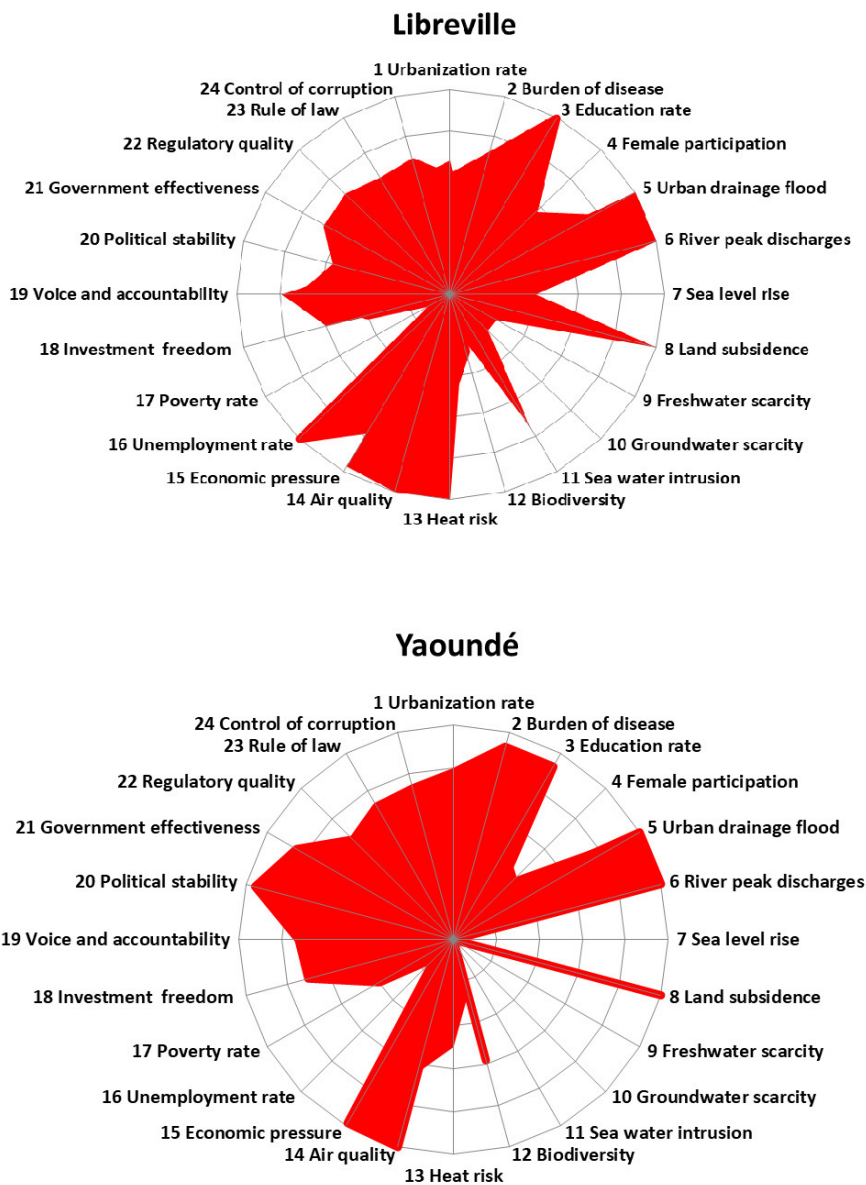 Libreville
1 Urbanization rate
24 Control of corruption
2 Burden of disease
23 Rule of law
3 Education rate
22 Regulatory quality
4 Female participation
21 Government effectiveness
5 Urban drainage flood
20 Political stability
6 River peak discharges
19 Voice and accountability
7 Sea level rise
18 Investment freedom
8 Land subsidence
17 Poverty rate
9 Freshwater scarcity
16 Unemployment rate
10 Groundwater scarcity
15 Economic pressure
11 Sea water intrusion
14 Air quality
12 Biodiversity
13 Heat risk
Yaoundé
1 Urbanization rate
24 Control of corruption
2 Burden of disease
23 Rule of law
3 Education rate
22 Regulatory quality
4 Female participation
21 Government effectiveness
5 Urban drainage flood
20 Political stability
6 River peak discharges
19 Voice and accountability
7 Sea level rise
18 Investment freedom
8 Land subsidence
17 Poverty rate
9 Freshwater scarcity
16 Unemployment rate
10 Groundwater scarcity
15 Economic pressure
11 Sea water intrusion
14 Air quality
12 Biodiversity
13 Heat risk